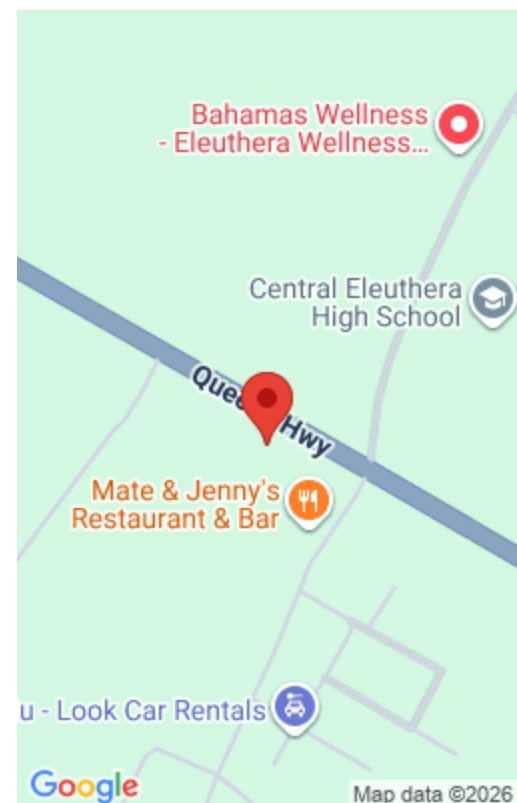 Bahamas Wellness
- Eleuthera Wellness...
Central Eleuthera
High School
Hwy
Mate & Jenny's
Restaurant & Bar
u - Look Car Rentals
Google
Map data ©2026